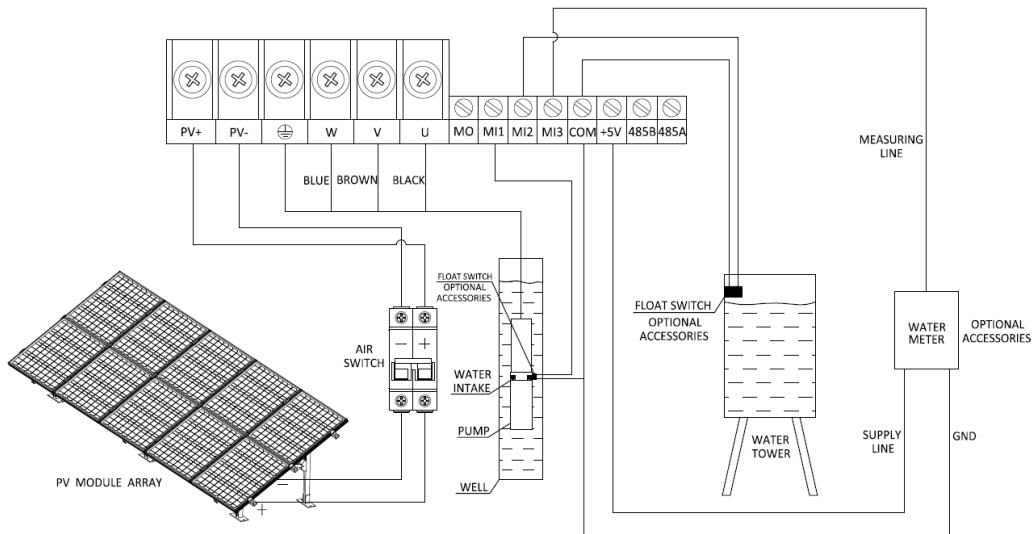 PV+ PV- W V U MO MI1 MI2 MI3 COM +5V 485B 485A
MEASURING
LINE
BLUE BROWN BLACK
FLOAT SWITCH
OPTIONAL
ACCESSORIES
FLOAT SWITCH
OPTIONAL
ACCESSORIES
WATER
METER
OPTIONAL
ACCESSORIES
− +
AIR
SWITCH
WATER
INTAKE
PUMP
WATER
TOWER
SUPPLY
LINE
GND
PV MODULE ARRAY
−
+
WELL